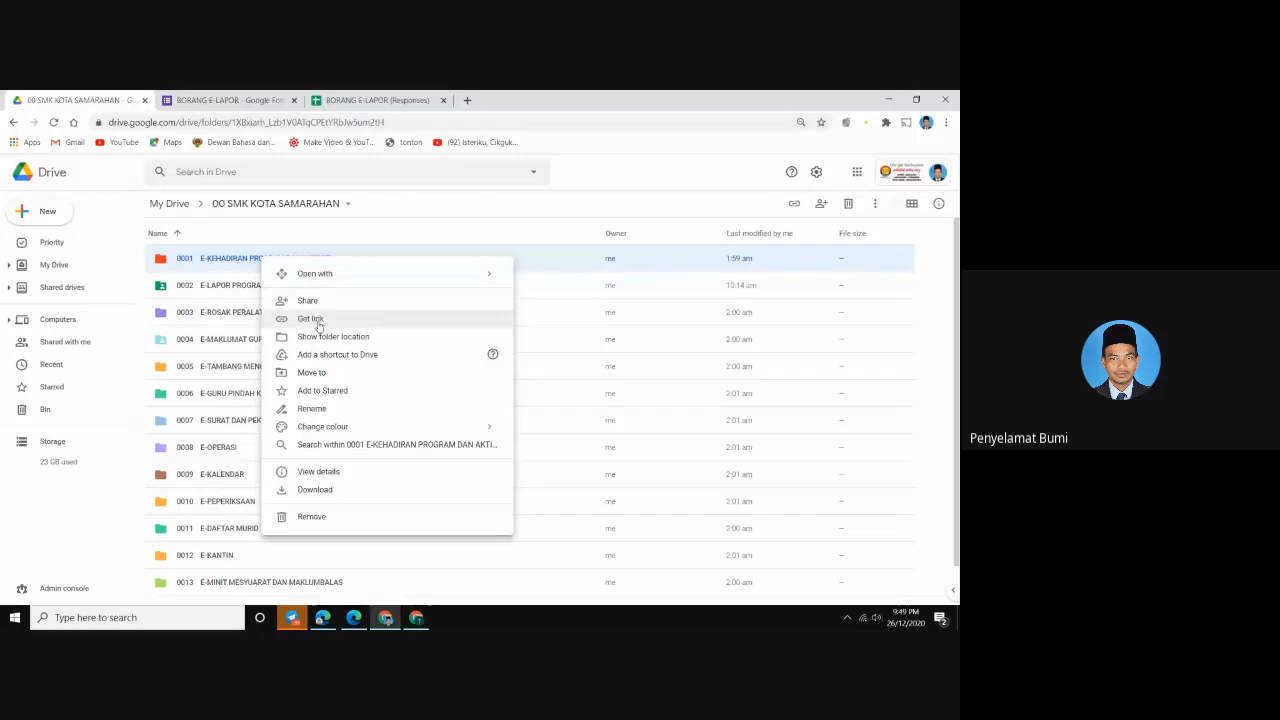 00 SMK KOTA SAMARAHAN - Go
BORANG E-LAPOR - Google For
BORANG E-LAPOR (Responses)
drive.google.com/drive/folders/1XBxiarh_Lzb1V0ATqCPEtYRbJw5um2tH
Apps
Gmail
YouTube
Maps
Dewan Bahasa dan...
Make Video & YouT...
tonton
(92) Isteriku, Cikguk...
Drive
Search in Drive
New
My Drive > 00 SMK KOTA SAMARAHAN
Priority
My Drive
Shared drives
Computers
Shared with me
Recent
Starred
Bin
Storage
23 GB used
Admin console
Name
Owner
Last modified by me
File size
0001 E-KEHADIRAN me 1:59 am –
0002 E-LAPOR PROGRA me 10:14 am –
0003 E-ROSAK PERALAT me 2:00 am –
0004 E-MAKLUMAT GUR me 2:00 am –
0005 E-TAMBANG MENG me 2:01 am –
0006 E-GURU PINDAH K me 2:00 am –
0007 E-SURAT DAN PEK me 2:01 am –
0008 E-OPERASI me 2:01 am –
0009 E-KALENDAR me 2:01 am –
0010 E-PEPERIKSAAN me 2:01 am –
0011 E-DAFTAR MURID me 2:00 am –
0012 E-KANTIN me 2:01 am –
0013 E-MINIT MESYUARAT DAN MAKLUMBALAS me 2:00 am –
Open with
Share
Get link
Show folder location
Add a shortcut to Drive
Move to
Add to Starred
Rename
Change colour
Search within 0001 E-KEHADIRAN PROGRAM DAN AKTI...
View details
Download
Remove
Type here to search
9:49 PM
26/12/2020
2
Penyelamat Bumi